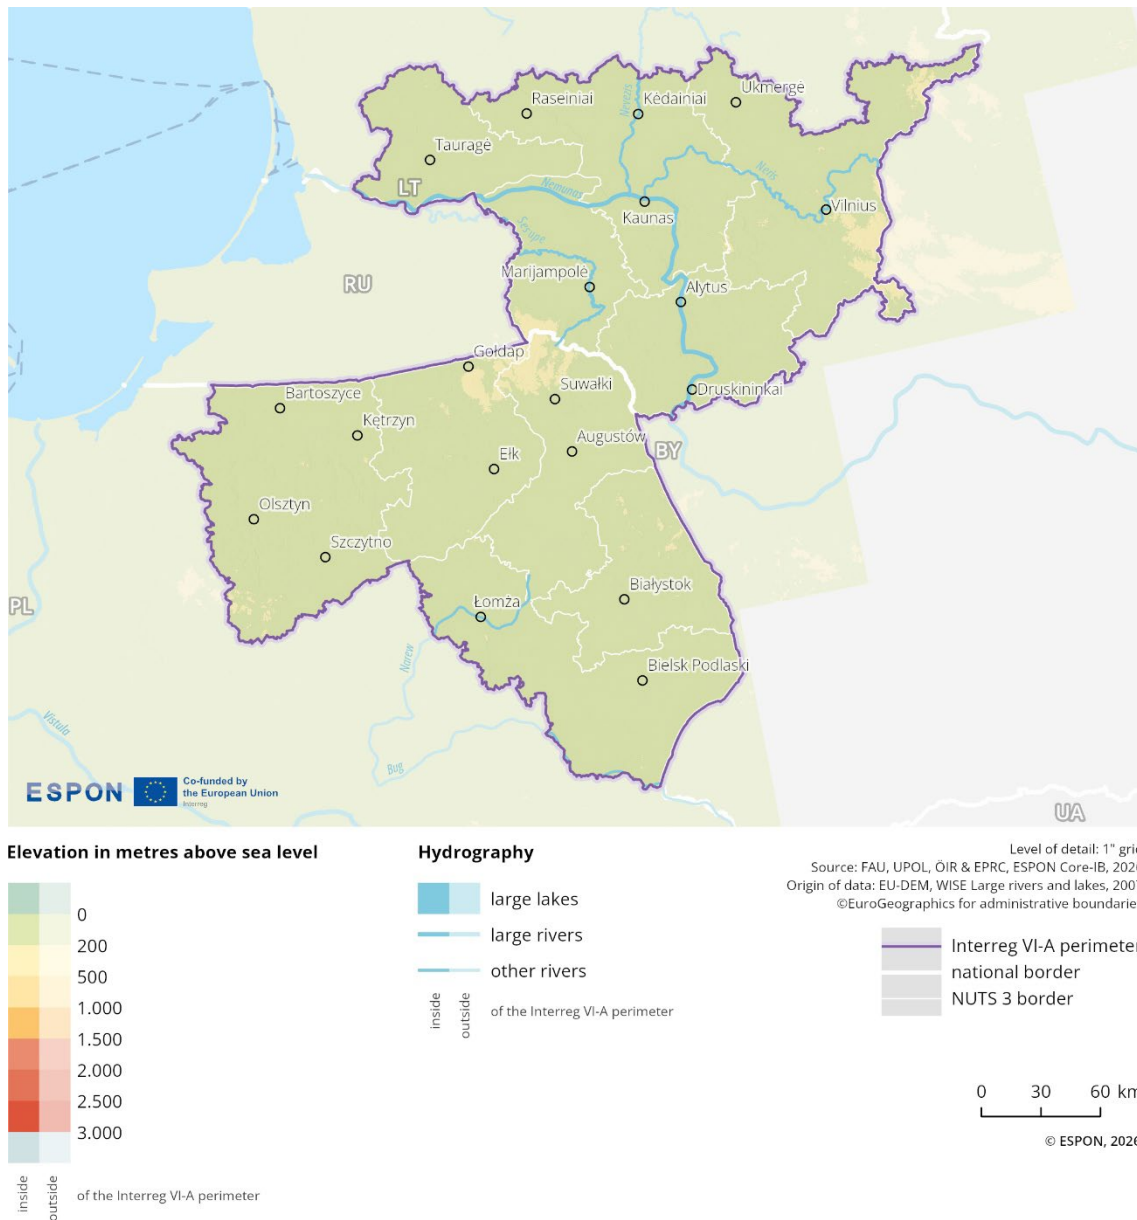 Raseiniai
Nevėžis
Kėdainiai
Ukmergė
Tauragė
LT
Nemunas
Neris
Kaunas
Vilnius
Šešupė
RU
Marijampolė
Alytus
Gołdap
Suwałki
Druskininkai
Bartoszyce
Kętrzyn
Augustów
Ełk
BY
Olsztyn
Szczytno
Białystok
PL
Łomża
Narew
Bielsk Podlaski
Vistula
Bug
ESPON
Co-funded by
the European Union
Interreg
UA
Elevation in metres above sea level
0
200
500
1.000
1.500
2.000
2.500
3.000
inside
outside
of the Interreg VI-A perimeter
Hydrography
large lakes
large rivers
other rivers
inside
outside
of the Interreg VI-A perimeter
Level of detail: 1" grid
Source: FAU, UPOL, ÖIR & EPRC, ESPON Core-IB, 2026
Origin of data: EU-DEM, WISE Large rivers and lakes, 2007
©EuroGeographics for administrative boundaries
Interreg VI-A perimeter
national border
NUTS 3 border
0 30 60 km
© ESPON, 2026